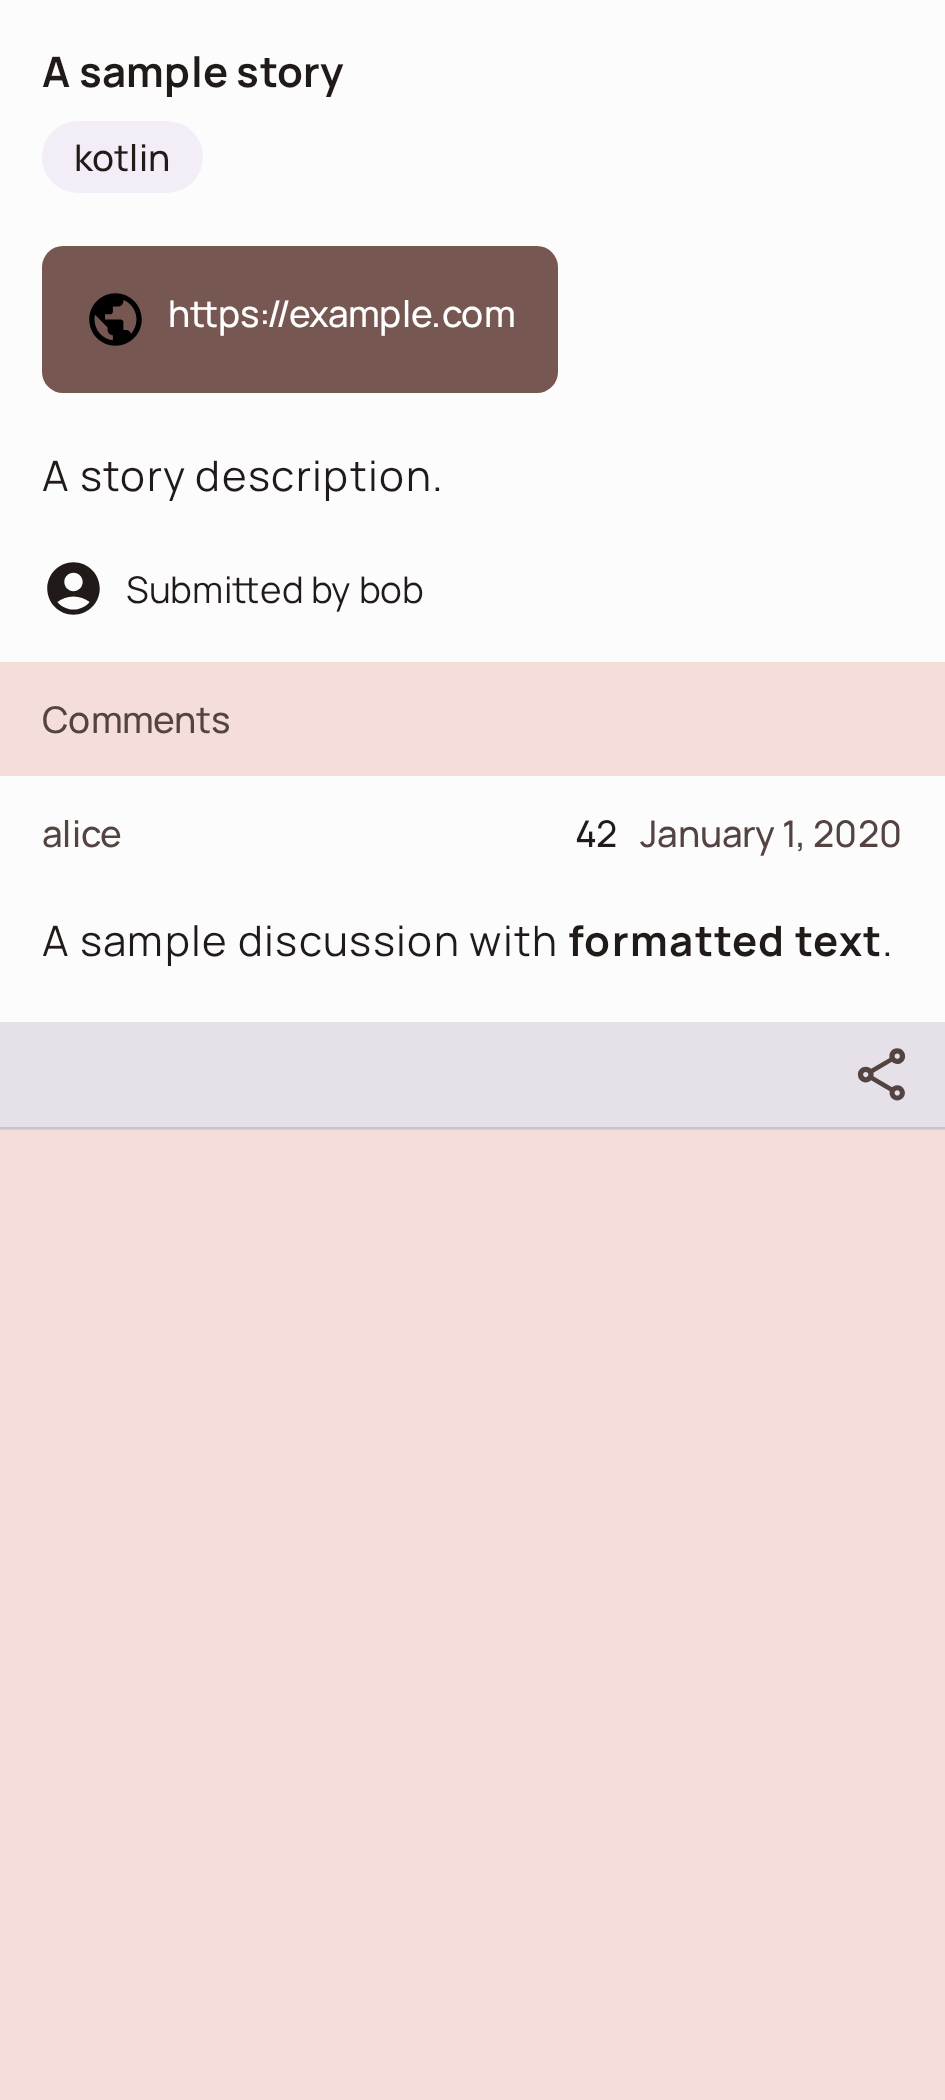 A sample story
kotlin
https://example.com
A story description.
Submitted by bob
Comments
alice 42 January 1, 2020
A sample discussion with formatted text.